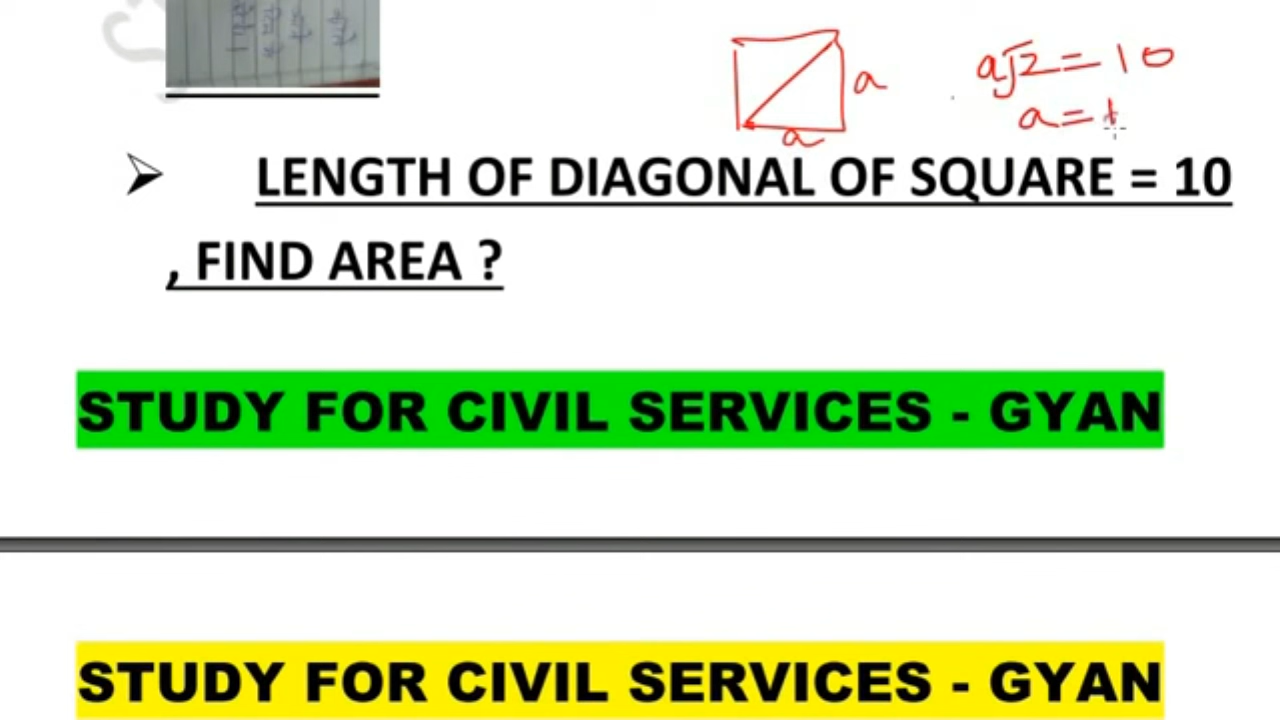 a√2 = 10
a
a =
a
➢ LENGTH OF DIAGONAL OF SQUARE = 10
, FIND AREA ?
STUDY FOR CIVIL SERVICES - GYAN
STUDY FOR CIVIL SERVICES - GYAN